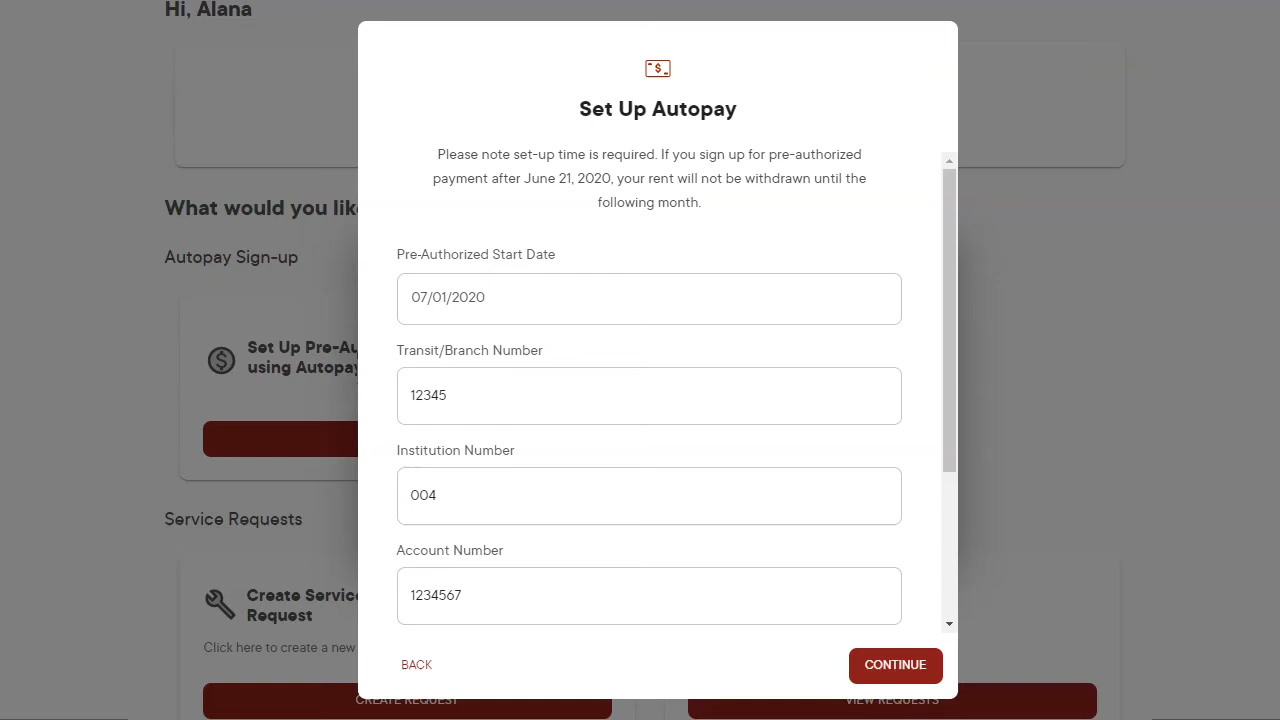 Hi, Alana
What would you like
Autopay Sign-up
Set Up Pre-Au
using Autopay
Service Requests
Create Service
Request
Click here to create a new
CREATE REQUEST
VIEW REQUESTS
$
Set Up Autopay
Please note set-up time is required. If you sign up for pre-authorized
payment after June 21, 2020, your rent will not be withdrawn until the
following month.
Pre-Authorized Start Date
07/01/2020
Transit/Branch Number
12345
Institution Number
004
Account Number
1234567
BACK
CONTINUE